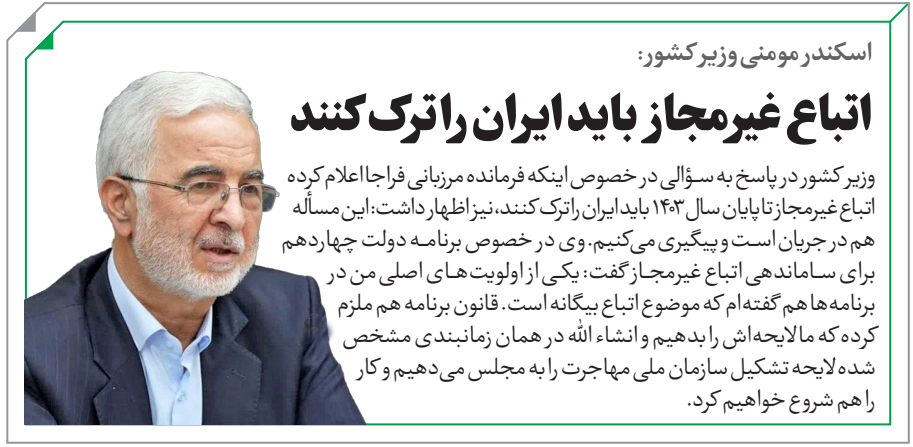 اسکندر مومنی وزیر کشور:
اتباع غیرمجاز باید ایران را ترک کنند
وزیر کشور در پاسخ به سؤالی در خصوص اینکه فرمانده مرزبانی فراجا اعلام کرده
اتباع غیرمجاز تا پایان سال ۱۴۰۳ باید ایران را ترک کنند، نیز اظهار داشت: این مسأله
هم در جریان است و پیگیری می‌کنیم. وی در خصوص برنامه دولت چهاردهم
برای ساماندهی اتباع غیرمجاز گفت: یکی از اولویت‌های اصلی من در
برنامه‌ها هم گفته‌ام که موضوع اتباع بیگانه است. قانون برنامه هم ملزم
کرده که ما لایحه‌اش را بدهیم و انشاء الله در همان زمانبندی مشخص
شده لایحه تشکیل سازمان ملی مهاجرت را به مجلس می‌دهیم و کار
را هم شروع خواهیم کرد.